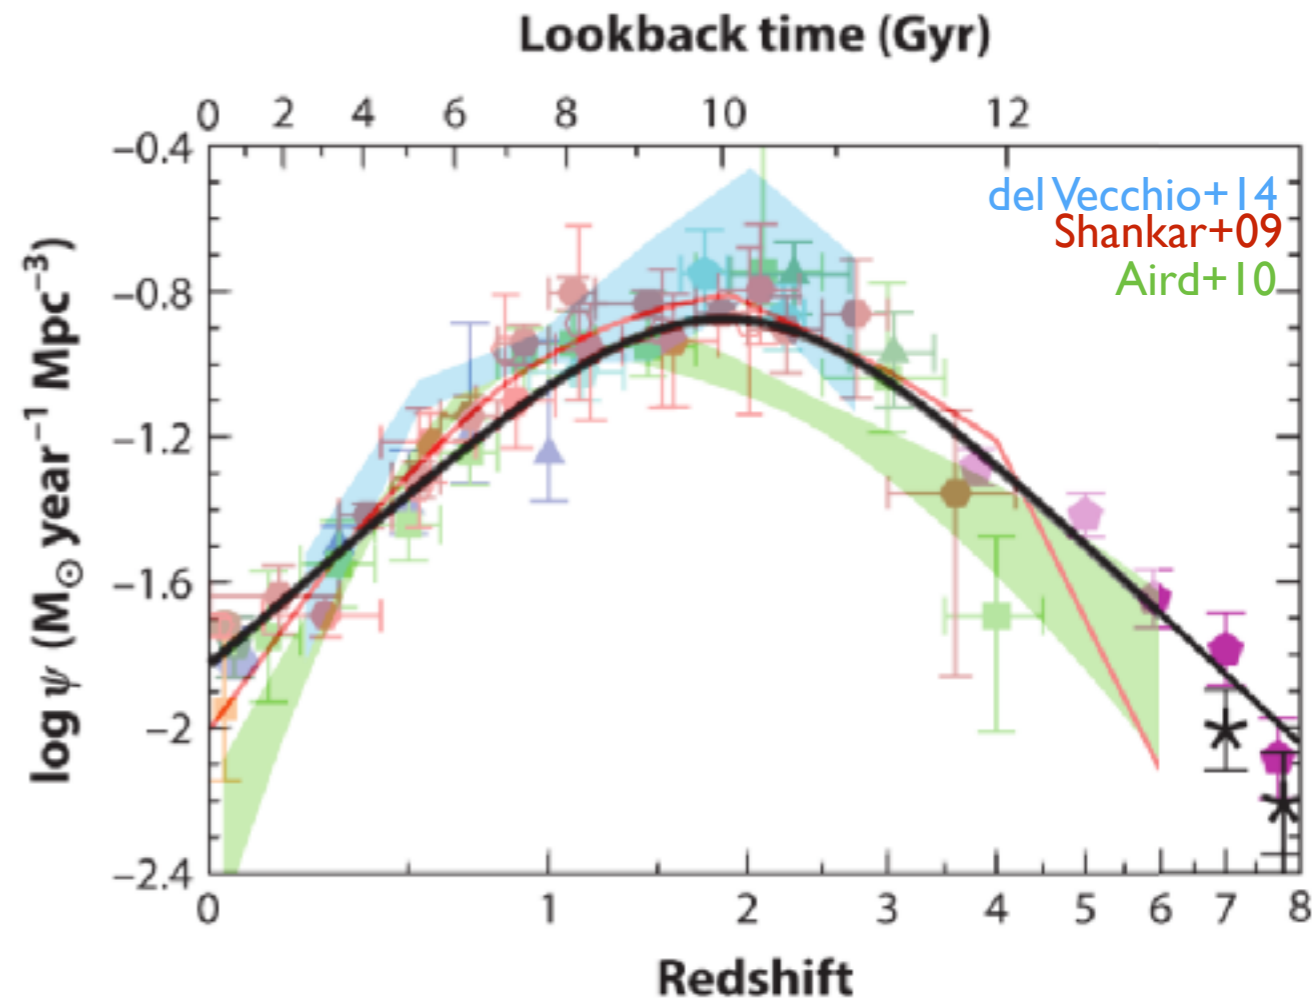 Lookback time (Gyr)
0 2 4 6 8 10 12
−0.4
−0.8
−1.2
−1.6
−2
−2.4
log ψ (M⊙ year−1 Mpc−3)
del Vecchio+14
Shankar+09
Aird+10
0 1 2 3 4 5 6 7 8
Redshift